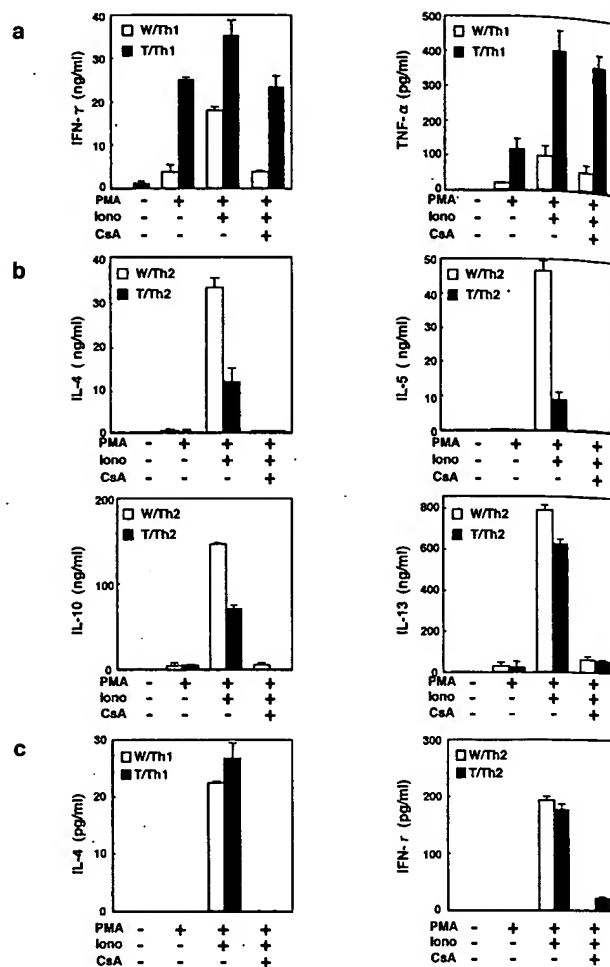 a
IFN-γ (ng/ml)
40
30
20
10
0
W/Th1
T/Th1
PMA - + + +
Iono - - + +
CsA - - - +
TNF-α (pg/ml)
500
400
300
200
100
0
W/Th1
T/Th1
PMA - + + +
Iono - - + +
CsA - - - +
b
IL-4 ( ng/ml)
40
30
20
10
0
W/Th2
T/Th2
PMA - + + +
Iono - - + +
CsA - - - +
IL-5 ( ng/ml)
50
40
30
20
10
0
W/Th2
T/Th2
PMA - + + +
Iono - - + +
CsA - - - +
IL-10 (ng/ml)
200
100
0
W/Th2
T/Th2
PMA - + + +
Iono - - + +
CsA - - - +
IL-13 (ng/ml)
800
600
400
200
0
W/Th2
T/Th2
PMA - + + +
Iono - - + +
CsA - - - +
c
IL-4 (pg/ml)
30
20
10
0
W/Th1
T/Th1
PMA - + + +
Iono - - + +
CsA - - - +
IFN-r (pg/ml)
300
200
100
0
W/Th2
T/Th2
PMA - + + +
Iono - - + +
CsA - - - +